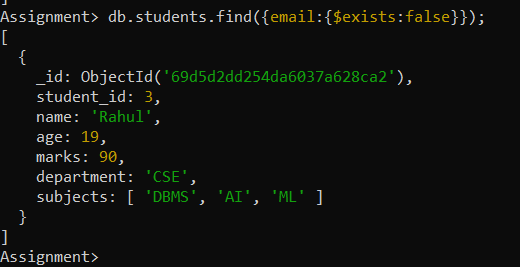 ]
Assignment> db.students.find({email:{$exists:false}});
[
  {
    _id: ObjectId('69d5d2dd254da6037a628ca2'),
    student_id: 3,
    name: 'Rahul',
    age: 19,
    marks: 90,
    department: 'CSE',
    subjects: [ 'DBMS', 'AI', 'ML' ]
  }
]
Assignment>